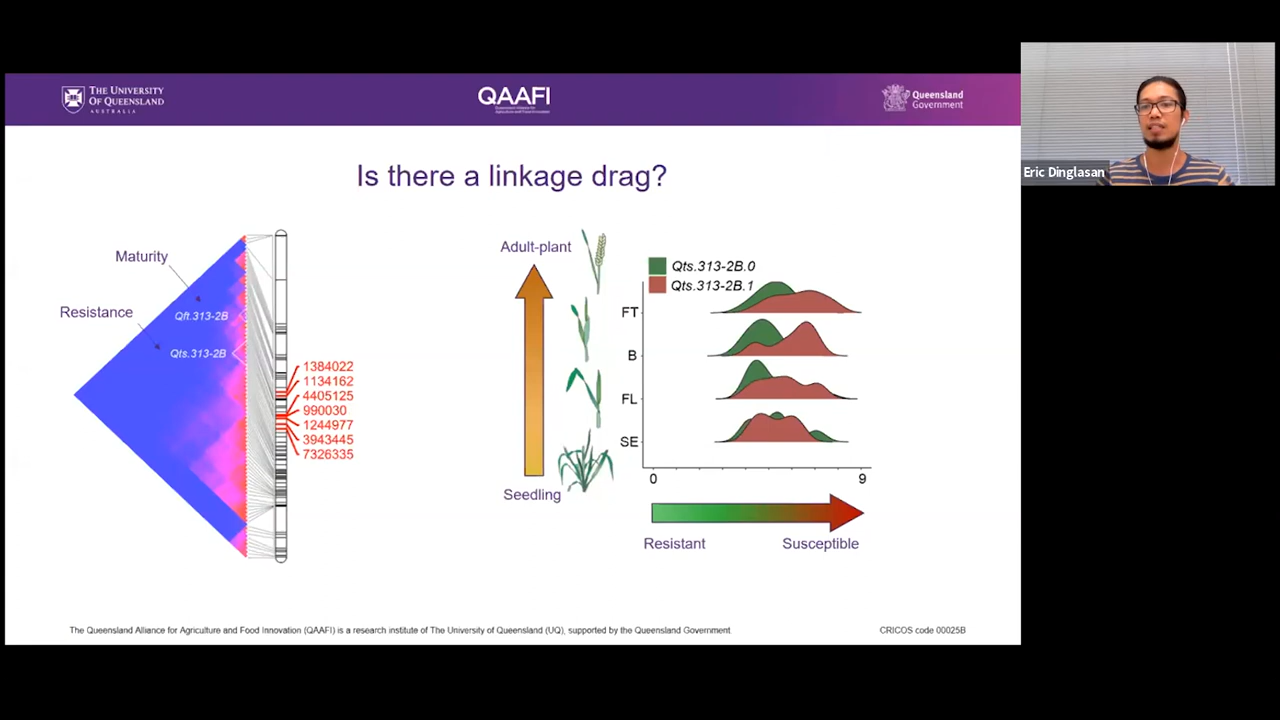 THE UNIVERSITY
OF QUEENSLAND
AUSTRALIA
QAAFI
Queensland
Government
Eric Dinglasan
Is there a linkage drag?
Maturity
Resistance
Qft.313-2B
Qts.313-2B
1384022
1134162
4405125
990030
1244977
3943445
7326335
Adult-plant
Seedling
Qts.313-2B.0
Qts.313-2B.1
FT
B
FL
SE
0
9
Resistant
Susceptible
The Queensland Alliance for Agriculture and Food Innovation (QAAFI) is a research institute of The University of Queensland (UQ), supported by the Queensland Government
CRICOS code 00025B